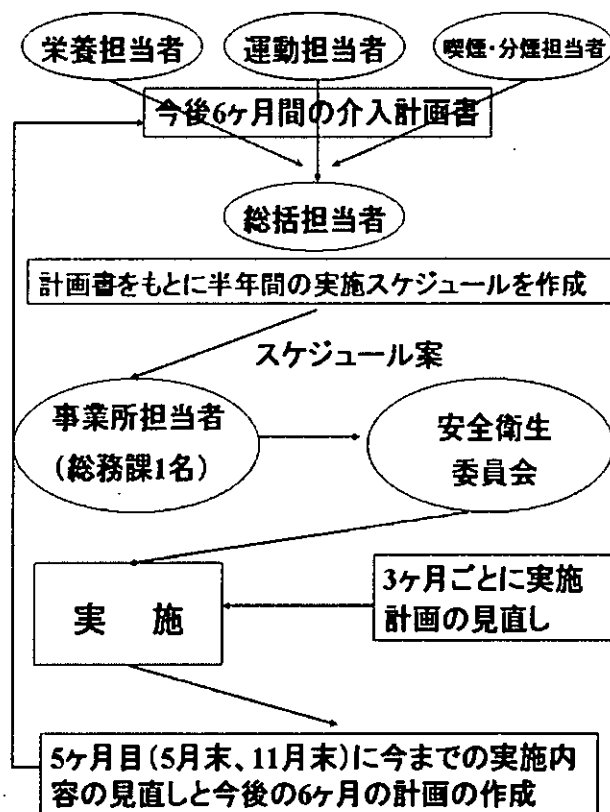 栄養担当者
運動担当者
喫煙・分煙担当者
今後6ヶ月間の介入計画書
総括担当者
計画書をもとに半年間の実施スケジュールを作成
スケジュール案
事業所担当者
(総務課1名)
安全衛生
委員会
実 施
3ヶ月ごとに実施
計画の見直し
5ヶ月目(5月末、11月末)に今までの実施内
容の見直しと今後の6ヶ月の計画の作成